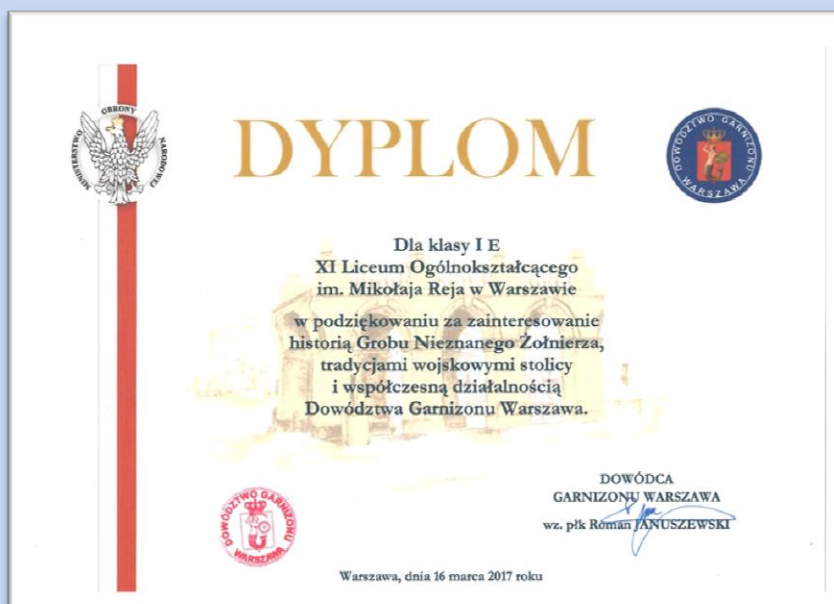 MINISTERSTWO OBRONY NARODOWEJ
DYPLOM
DOWÓDZTWO GARNIZONU
WARSZAWA
Dla klasy I E
XI Liceum Ogólnokształcącego
im. Mikołaja Reja w Warszawie
w podziękowaniu za zainteresowanie
historią Grobu Nieznanego Żołnierza,
tradycjami wojskowymi stolicy
i współczesną działalnością
Dowództwa Garnizonu Warszawa.
DOWÓDZTWO GARNIZONU
WARSZAWA
DOWÓDCA
GARNIZONU WARSZAWA
wz. płk Roman JANUSZEWSKI
Warszawa, dnia 16 marca 2017 roku